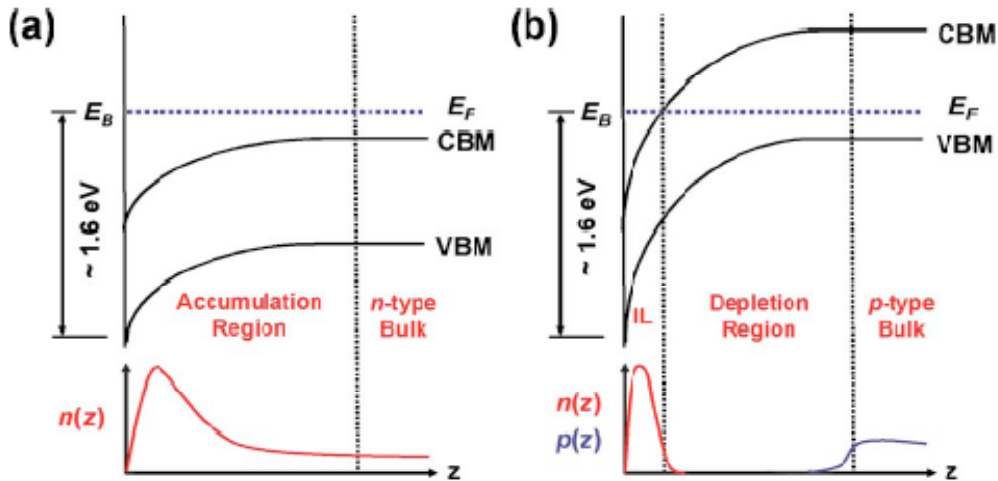 (a)
E_B
E_F
CBM
~ 1.6 eV
VBM
Accumulation
Region
n-type
Bulk
n(z)
z
(b)
CBM
E_B
E_F
VBM
~ 1.6 eV
IL
Depletion
Region
p-type
Bulk
n(z)
p(z)
z